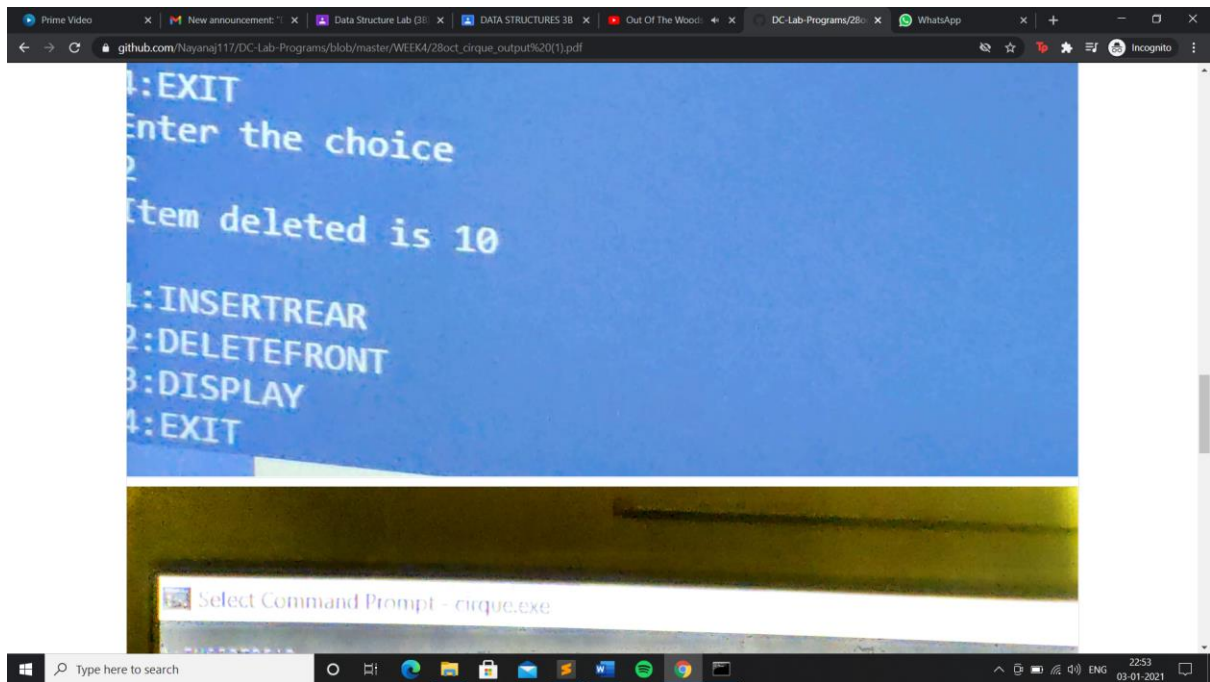 Prime Video
New announcement: "(
Data Structure Lab (3B)
DATA STRUCTURES 3B
Out Of The Woods
DC-Lab-Programs/28o
WhatsApp
github.com/Nayanaj117/DC-Lab-Programs/blob/master/WEEK4/28oct_cirque_output%20(1).pdf
Incognito
4:EXIT
Enter the choice
2
Item deleted is 10
1:INSERTREAR
2:DELETEFRONT
3:DISPLAY
4:EXIT
Select Command Prompt - cirque.exe
Type here to search
ENG
22:53
03-01-2021